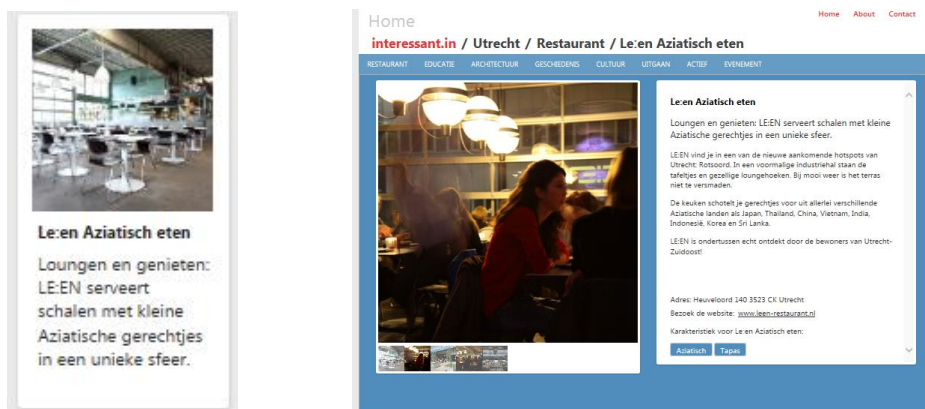 Le:en Aziatisch eten
Loungen en genieten:
LE:EN serveert
schalen met kleine
Aziatische gerechtjes
in een unieke sfeer.
Home
Home About Contact
interessant.in / Utrecht / Restaurant / Le:en Aziatisch eten
RESTAURANT EDUCATIE ARCHITECTUUR GESCHIEDENIS CULTUUR UITGAAN ACTIEF EVENEMENT
Le:en Aziatisch eten
Loungen en genieten: LE:EN serveert schalen met kleine
Aziatische gerechtjes in een unieke sfeer.
LE:EN vind je in een van de nieuwe aankomende hotspots van
Utrecht: Rotsoord. In een voormalige industriehal staan de
tafeltjes en gezellige loungehoeken. Bij mooi weer is het terras
niet te versmaden.
De keuken schotelt je gerechtjes voor uit allerlei verschillende
Aziatische landen als Japan, Thailand, China, Vietnam, India,
Indonesië, Korea en Sri Lanka.
LE:EN is ondertussen echt ontdekt door de bewoners van Utrecht-
Zuidoost!
Adres: Heuveloord 140 3523 CK Utrecht
Bezoek de website: www.leen-restaurant.nl
Karakteristiek voor Le:en Aziatisch eten:
Aziatisch Tapas